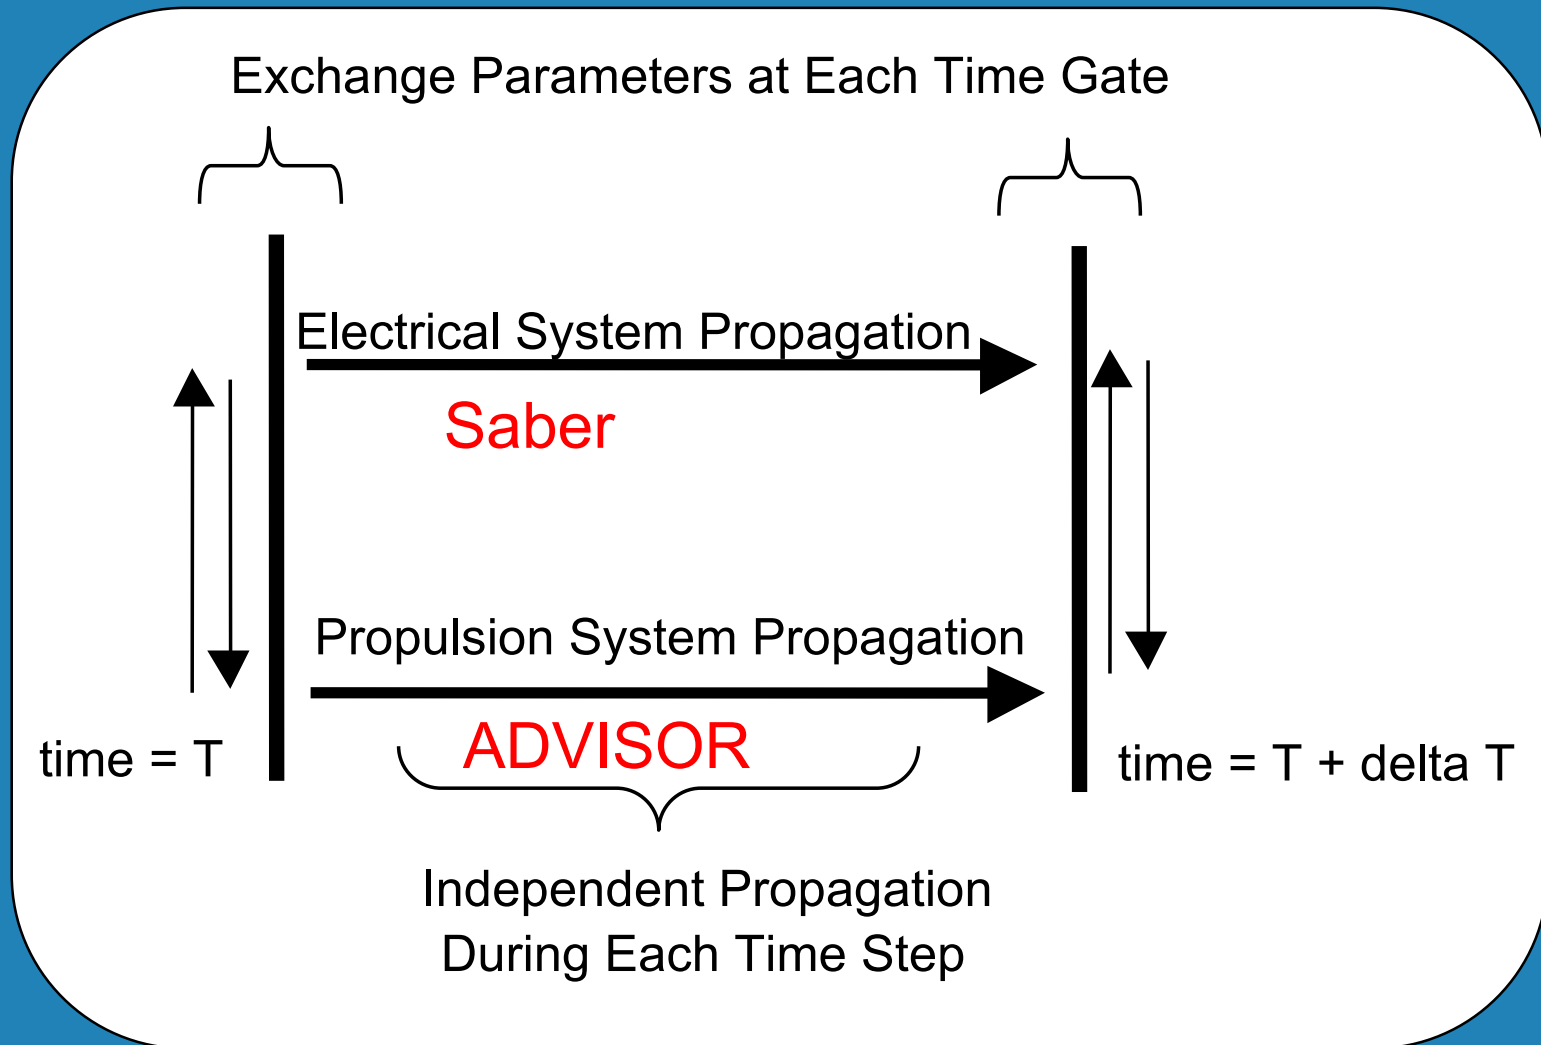 Exchange Parameters at Each Time Gate
Electrical System Propagation
Saber
Propulsion System Propagation
ADVISOR
time = T
time = T + delta T
Independent Propagation
During Each Time Step